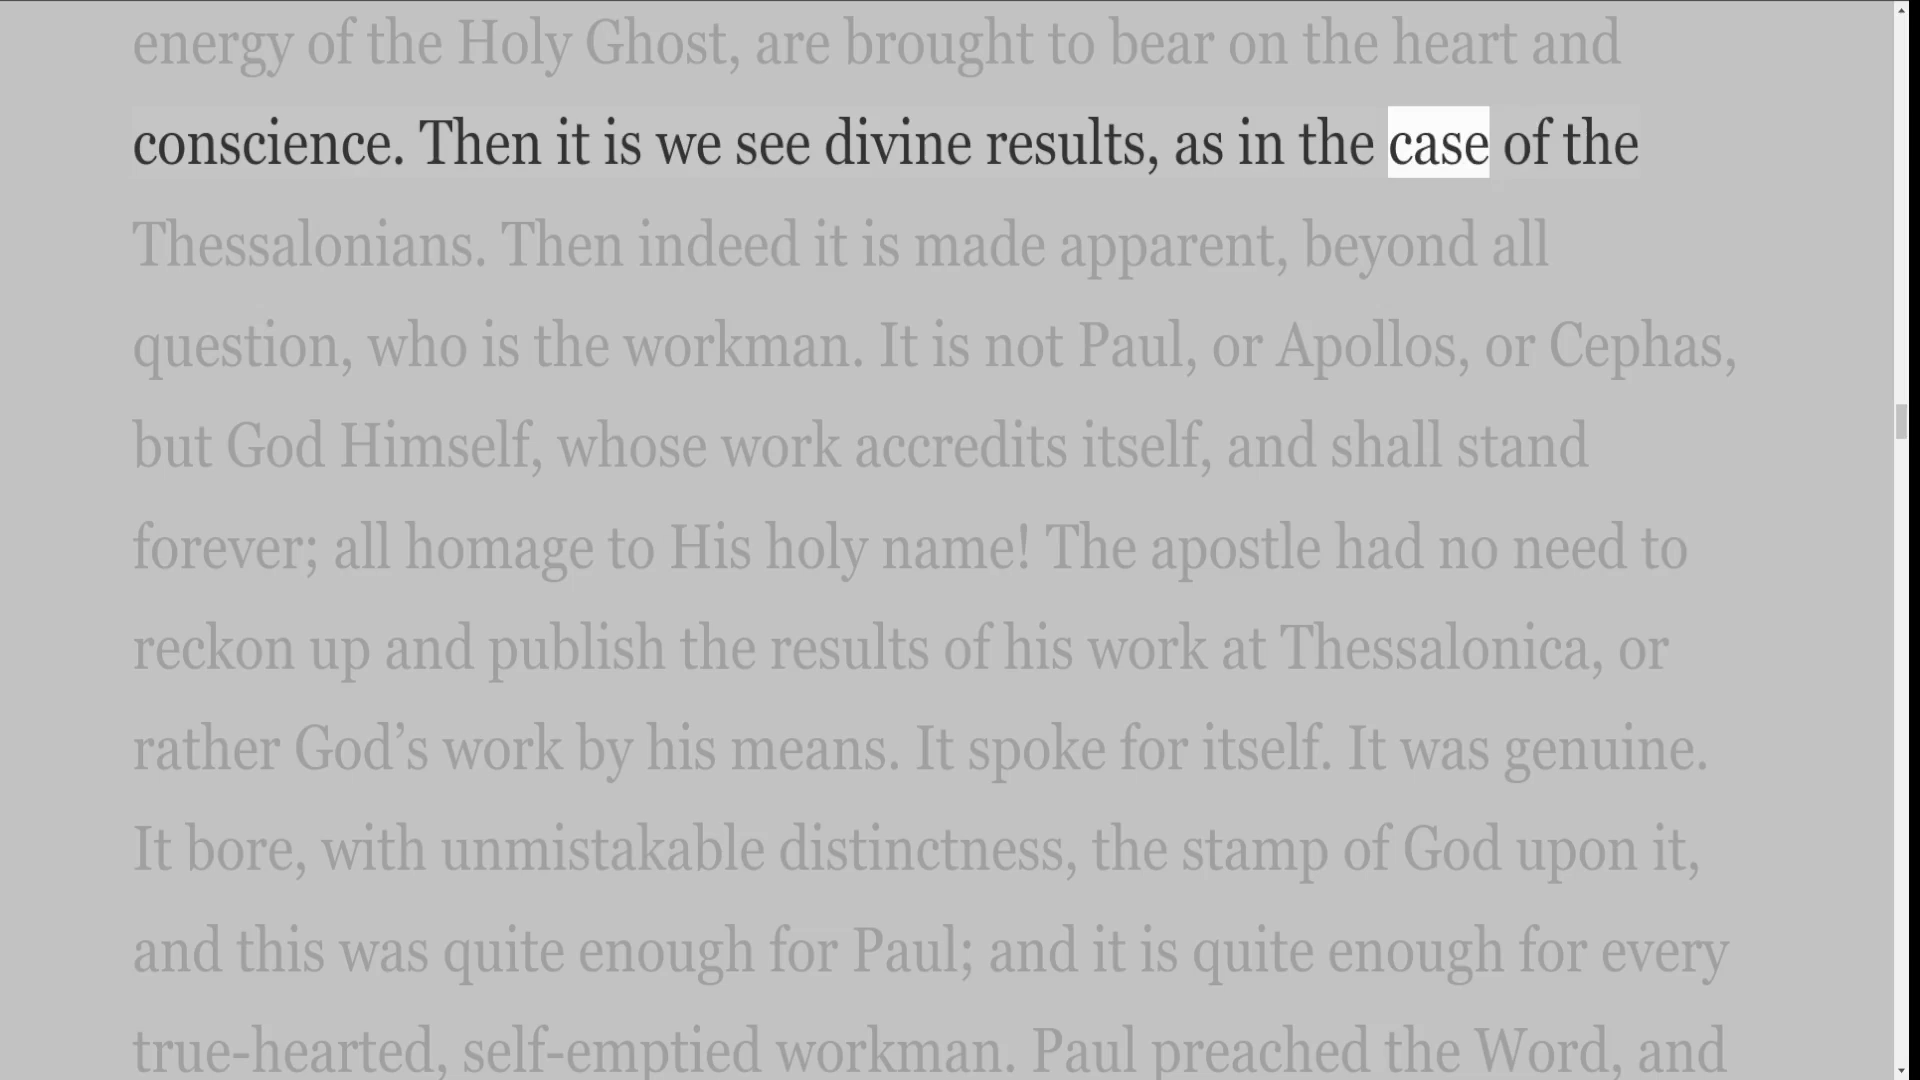 energy of the Holy Ghost, are brought to bear on the heart and
conscience. Then it is we see divine results, as in the case of the
Thessalonians. Then indeed it is made apparent, beyond all
question, who is the workman. It is not Paul, or Apollos, or Cephas,
but God Himself, whose work accredits itself, and shall stand
forever; all homage to His holy name! The apostle had no need to
reckon up and publish the results of his work at Thessalonica, or
rather God’s work by his means. It spoke for itself. It was genuine.
It bore, with unmistakable distinctness, the stamp of God upon it,
and this was quite enough for Paul; and it is quite enough for every
true-hearted, self-emptied workman. Paul preached the Word, and